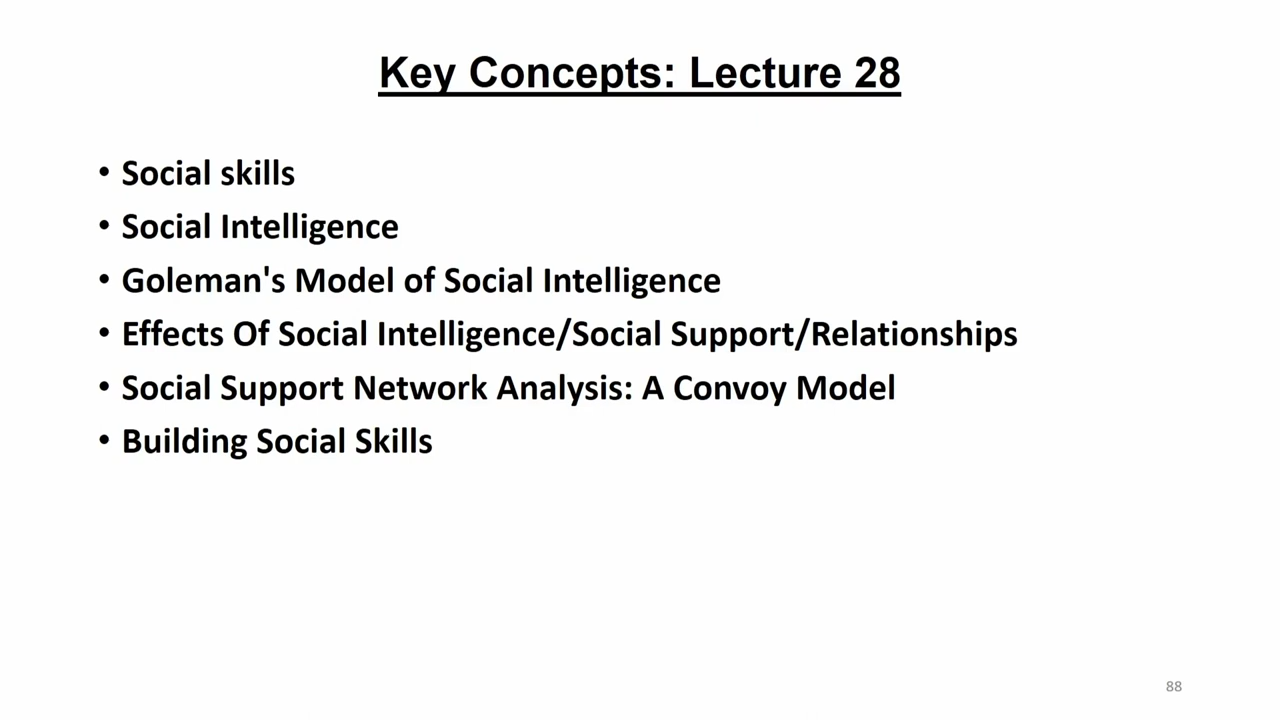 Key Concepts: Lecture 28
• Social skills
• Social Intelligence
• Goleman's Model of Social Intelligence
• Effects Of Social Intelligence/Social Support/Relationships
• Social Support Network Analysis: A Convoy Model
• Building Social Skills
88